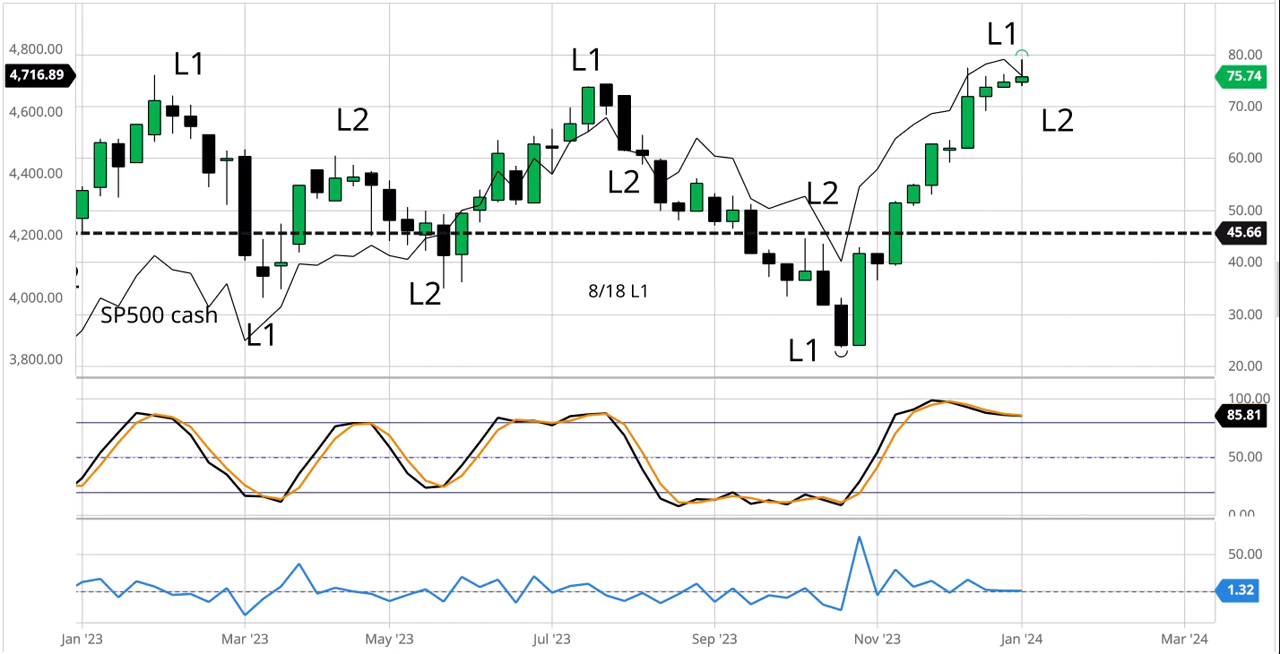 L1
L1
L1
4,800.00
80.00
4,716.89
75.74
4,600.00
L2
70.00
L2
4,400.00
60.00
L2
L2
50.00
4,200.00
45.66
40.00
L2
8/18 L1
4,000.00
SP500 cash
30.00
L1
L1
3,800.00
20.00
100.00
85.81
50.00
0.00
50.00
1.32
Jan '23
Mar '23
May '23
Jul '23
Sep '23
Nov '23
Jan '24
Mar '24